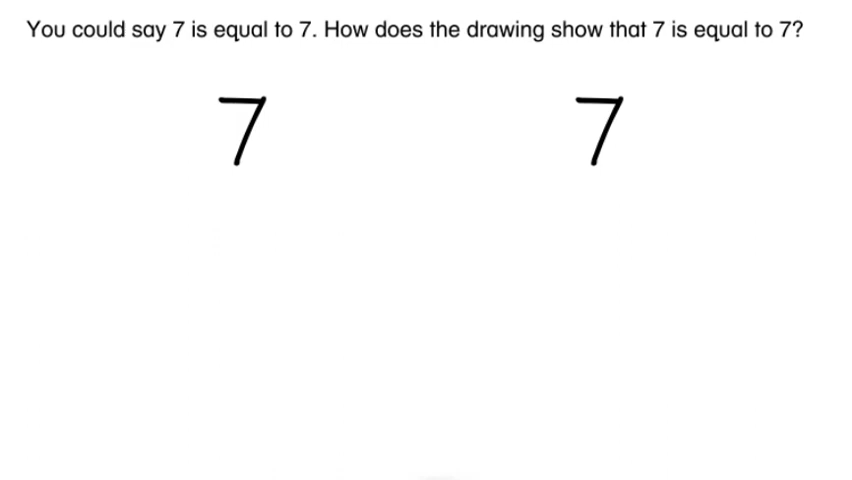 You could say 7 is equal to 7. How does the drawing show that 7 is equal to 7?
7 7